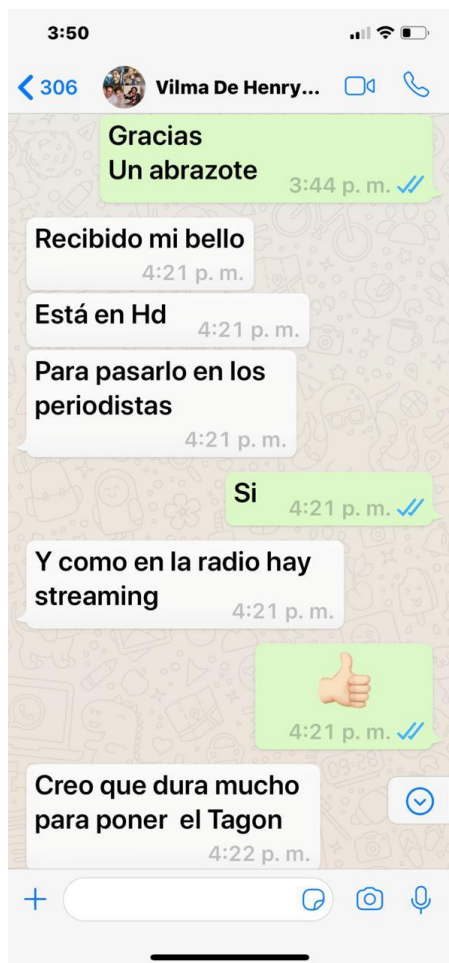 3:50
306
Vilma De Henry...
Gracias
Un abrazote
3:44 p. m.
Recibido mi bello
4:21 p. m.
Está en Hd
4:21 p. m.
Para pasarlo en los
periodistas
4:21 p. m.
Si
4:21 p. m.
Y como en la radio hay
streaming
4:21 p. m.
4:21 p. m.
Creo que dura mucho
para poner el Tagon
4:22 p. m.